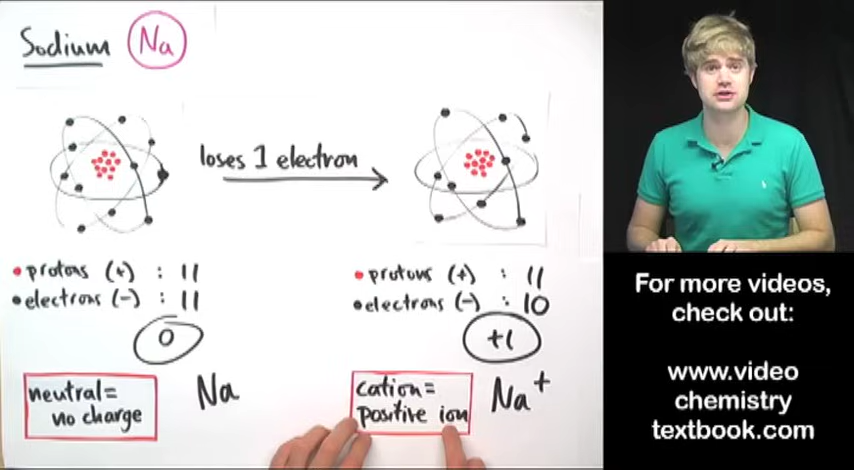 Sodium Na
loses 1 electron
protons (+) : 11
electrons (-) : 11
0
neutral =
no charge
Na
protons (+) : 11
electrons (-) : 10
+1
cation =
positive ion
Na+
For more videos,
check out:
www.video
chemistry
textbook.com